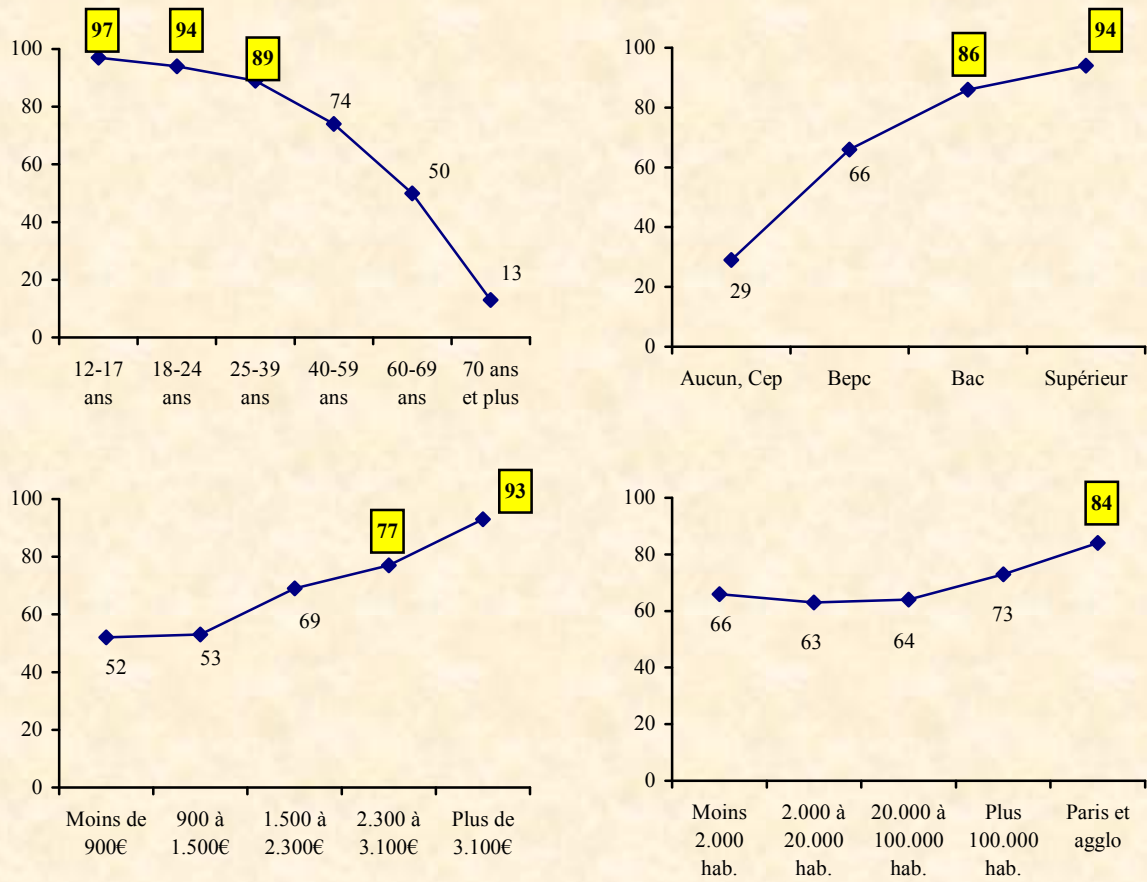 97
94
89
74
50
13
100
80
60
40
20
0
12-17 ans
18-24 ans
25-39 ans
40-59 ans
60-69 ans
70 ans et plus
94
86
66
29
100
80
60
40
20
0
Aucun, Cep
Bepc
Bac
Supérieur
93
77
69
53
52
100
80
60
40
20
0
Moins de 900€
900 à 1.500€
1.500 à 2.300€
2.300 à 3.100€
Plus de 3.100€
84
73
64
63
66
100
80
60
40
20
0
Moins 2.000 hab.
2.000 à 20.000 hab.
20.000 à 100.000 hab.
Plus 100.000 hab.
Paris et agglo